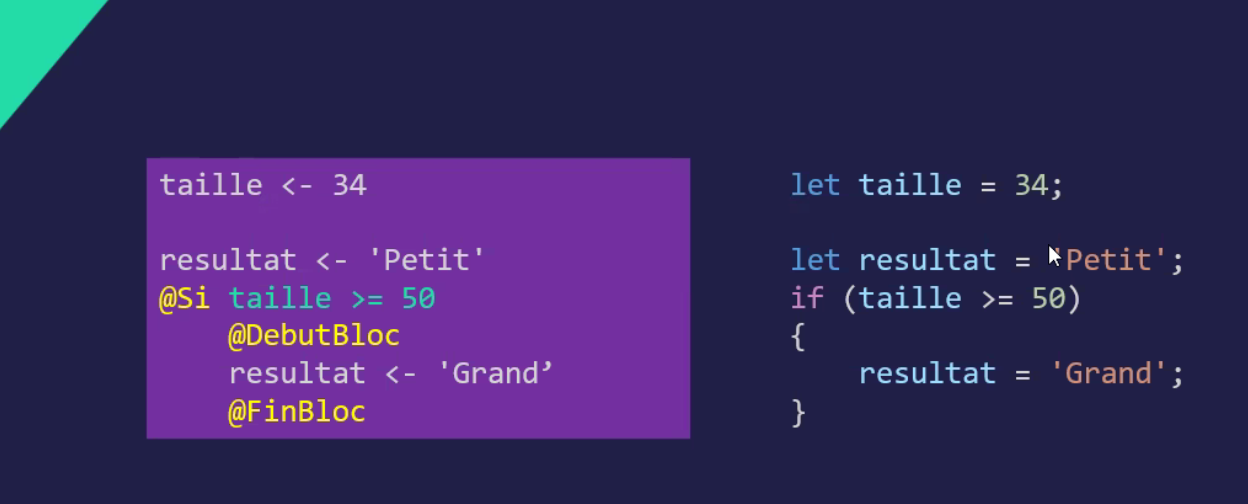 taille <- 34
resultat <- 'Petit'
@Si taille >= 50
@DebutBloc
resultat <- 'Grand’
@FinBloc
let taille = 34;
let resultat = 'Petit';
if (taille >= 50)
{
resultat = 'Grand';
}